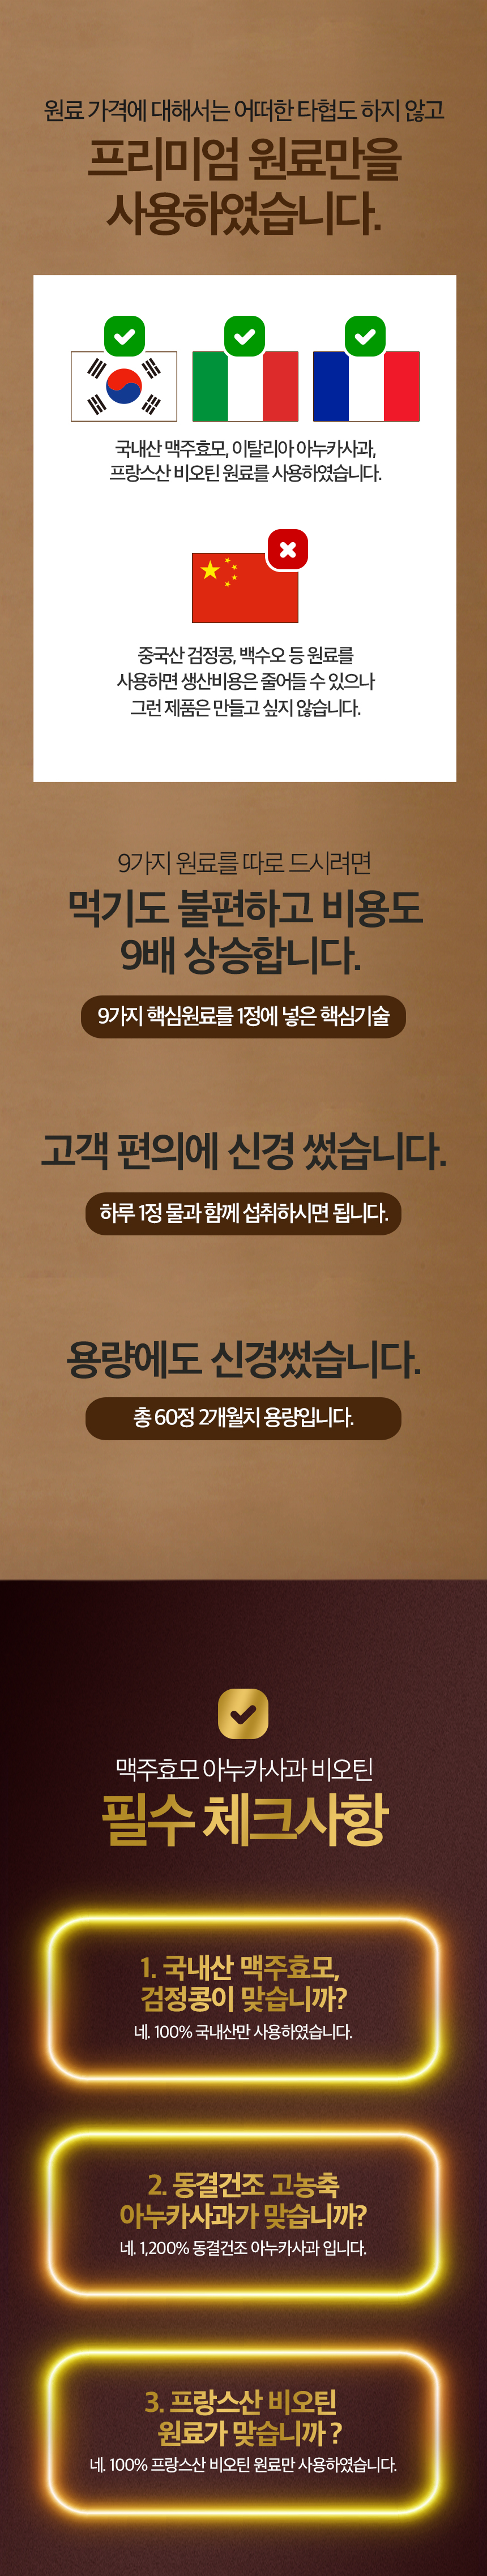 원료 가격에 대해서는 어떠한 타협도 하지 않고
프리미엄 원료만을
사용하였습니다.
국내산 맥주효모, 이탈리아 아누카사과,
프랑스산 비오틴 원료를 사용하였습니다.
중국산 검정콩, 백수오 등 원료를
사용하면 생산비용은 줄어들 수 있으나
그런 제품은 만들고 싶지 않습니다.
9가지 원료를 따로 드시려면
먹기도 불편하고 비용도
9배 상승합니다.
9가지 핵심원료를 1정에 넣은 핵심기술
고객 편의에 신경 썼습니다.
하루 1정 물과 함께 섭취하시면 됩니다.
용량에도 신경썼습니다.
총 60정 2개월치 용량입니다.
맥주효모 아누카사과 비오틴
필수 체크사항
1. 국내산 맥주효모,
검정콩이 맞습니까?
네. 100% 국내산만 사용하였습니다.
2. 동결건조 고농축
아누카사과가 맞습니까?
네. 1,200% 동결건조 아누카사과 입니다.
3. 프랑스산 비오틴
원료가 맞습니까 ?
네. 100% 프랑스산 비오틴 원료만 사용하였습니다.